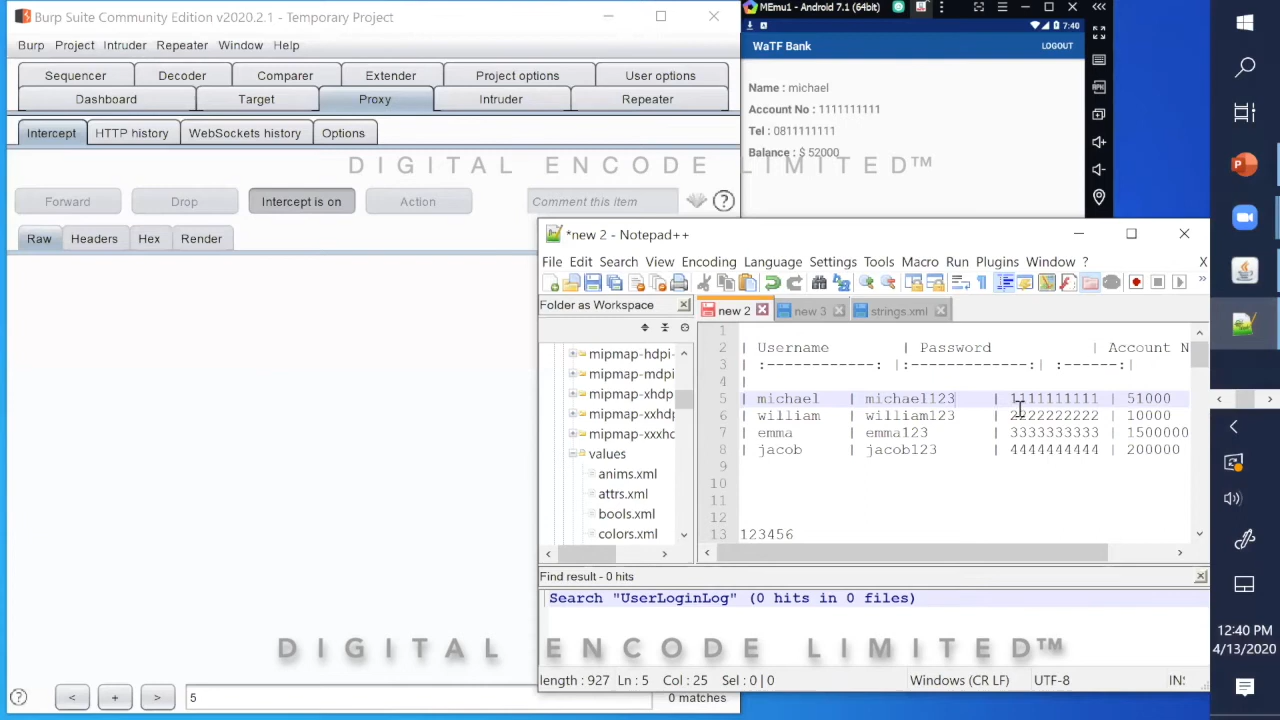 Burp Suite Community Edition v2020.2.1 - Temporary Project
Burp Project Intruder Repeater Window Help
Sequencer Decoder Comparer Extender Project options User options
Dashboard Target Proxy Intruder Repeater
Intercept HTTP history WebSockets history Options
Forward Drop Intercept is on Action Comment this item ?
Raw Headers Hex Render
MEmu1 - Android 7.1 (64bit)
7:40
WaTF Bank LOGOUT
Name : michael
Account No : 1111111111
Tel : 0811111111
Balance : $ 52000
DIGITAL ENCODE LIMITED™
*new 2 - Notepad++
File Edit Search View Encoding Language Settings Tools Macro Run Plugins Window ? X
Folder as Workspace
new 2 new 3 strings.xml
mipmap-hdpi-
mipmap-mdpi
mipmap-xhdp
mipmap-xxhd
mipmap-xxxhc
values
anims.xml
attrs.xml
bools.xml
colors.xml
1
2 | Username | Password | Account N
3 | :------------: |:-------------:| :------:|
4 |
5 | michael | michael123 | 1111111111 | 51000
6 | william | william123 | 2222222222 | 10000
7 | emma | emma123 | 3333333333 | 1500000
8 | jacob | jacob123 | 4444444444 | 200000
9
10
11
12
13 123456
Find result - 0 hits
Search "UserLoginLog" (0 hits in 0 files)
DIGITAL ENCODE LIMITED™
length : 927 Ln : 5 Col : 25 Sel : 0 | 0 Windows (CR LF) UTF-8 IN:
? < + > 5 0 matches
12:40 PM
4/13/2020